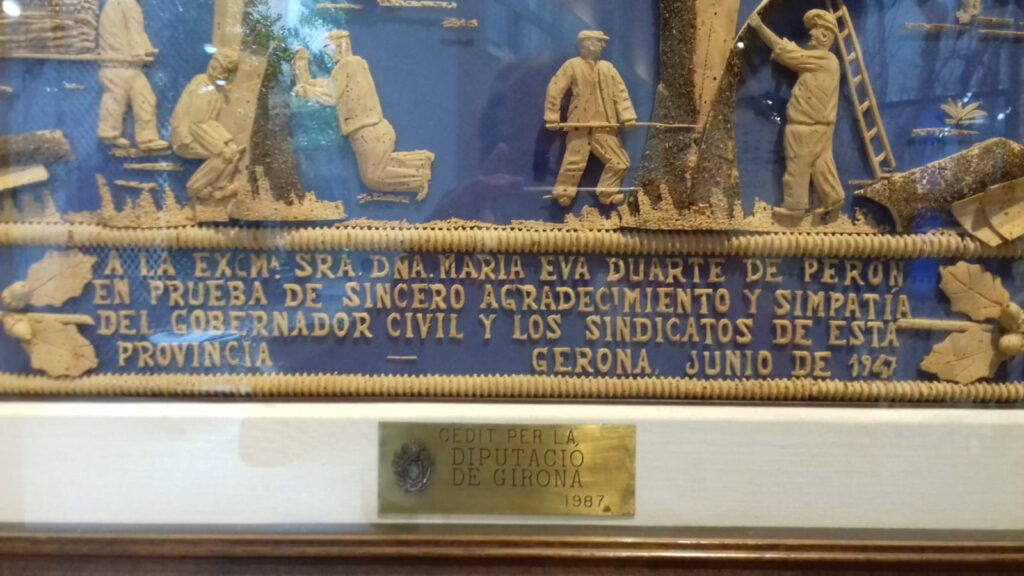 A LA EXCMª. SRA. DNA. MARIA EVA DUARTE DE PERON
EN PRUEBA DE SINCERO AGRADECIMIENTO Y SIMPATIA
DEL GOBERNADOR CIVIL Y LOS SINDICATOS DE ESTA
PROVINCIA — GERONA, JUNIO DE 1947
CEDIT PER LA
DIPUTACIÓ
DE GIRONA
1987